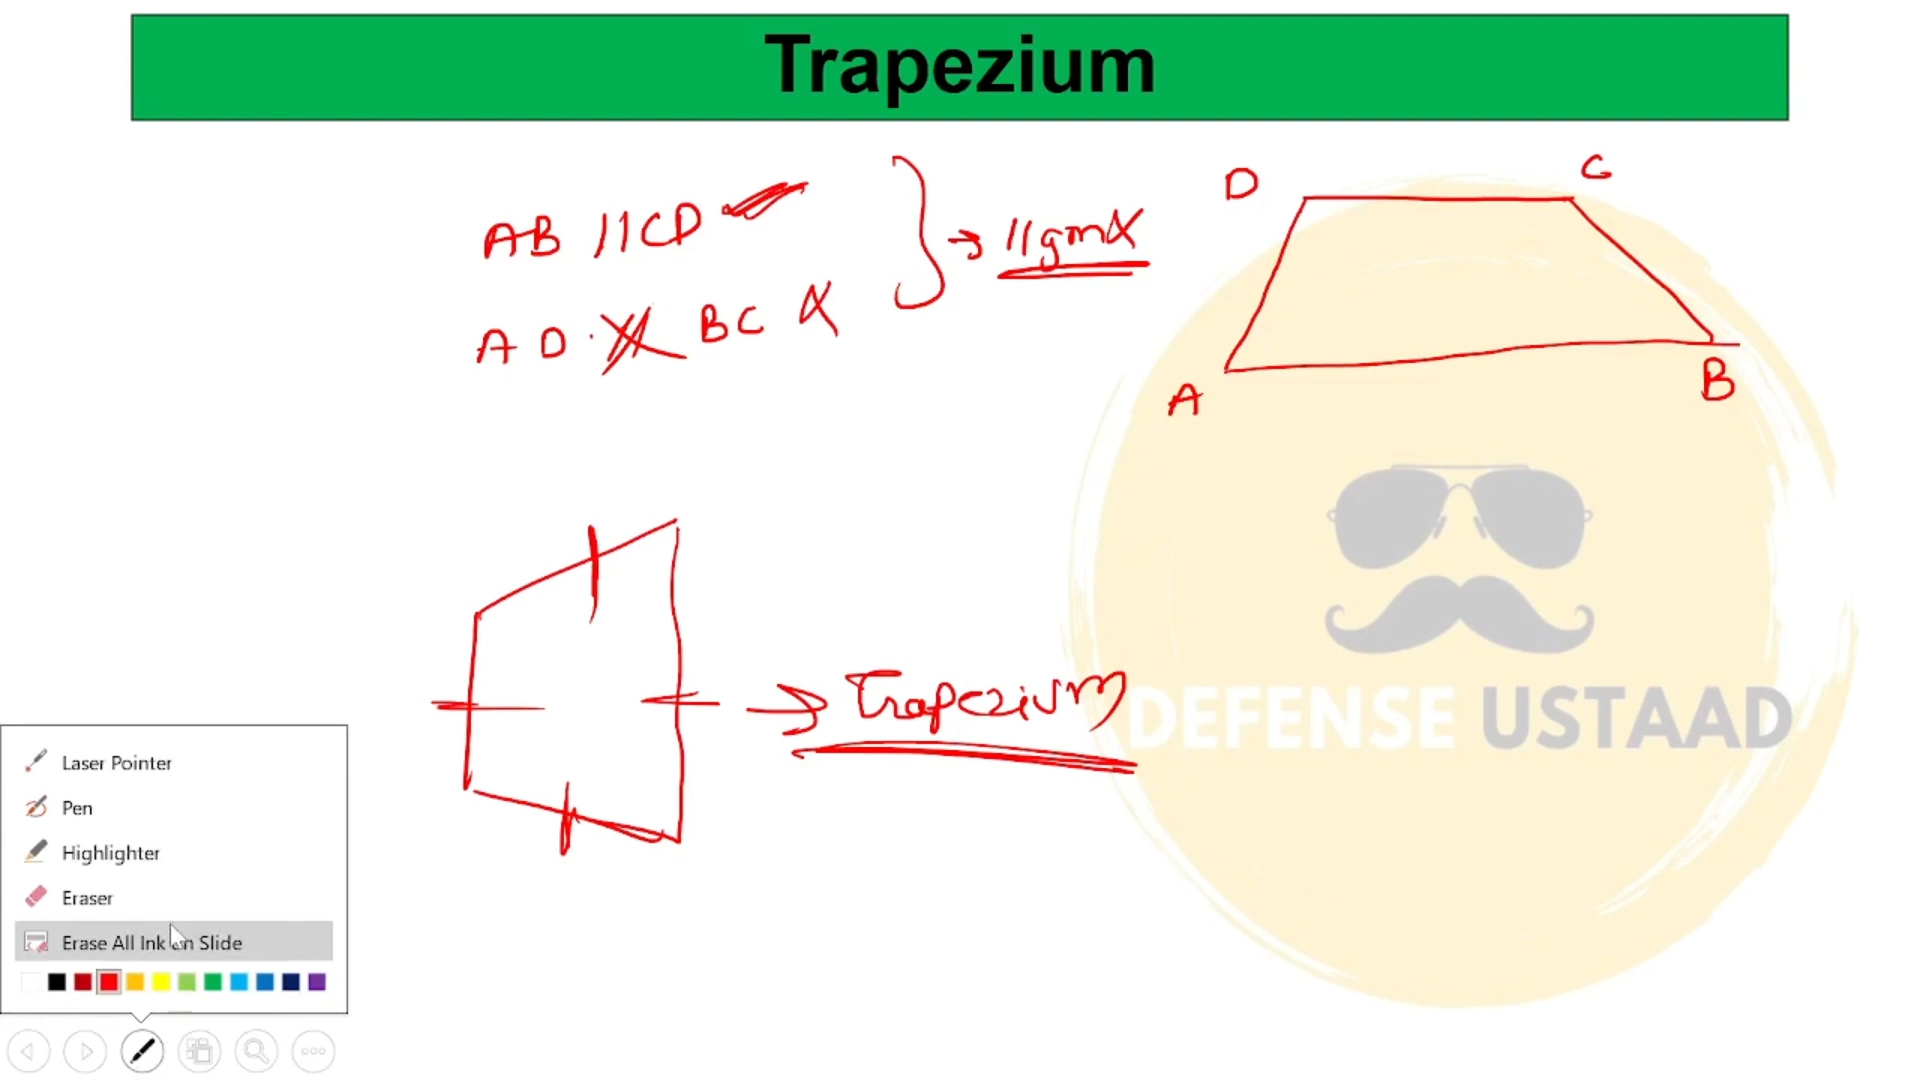 Trapezium
AB ||CD
AD ∦ BC X
→ ||gm X
D
C
A
B
→ Trapezium
DEFENSE USTAAD
Laser Pointer
Pen
Highlighter
Eraser
Erase All Ink on Slide